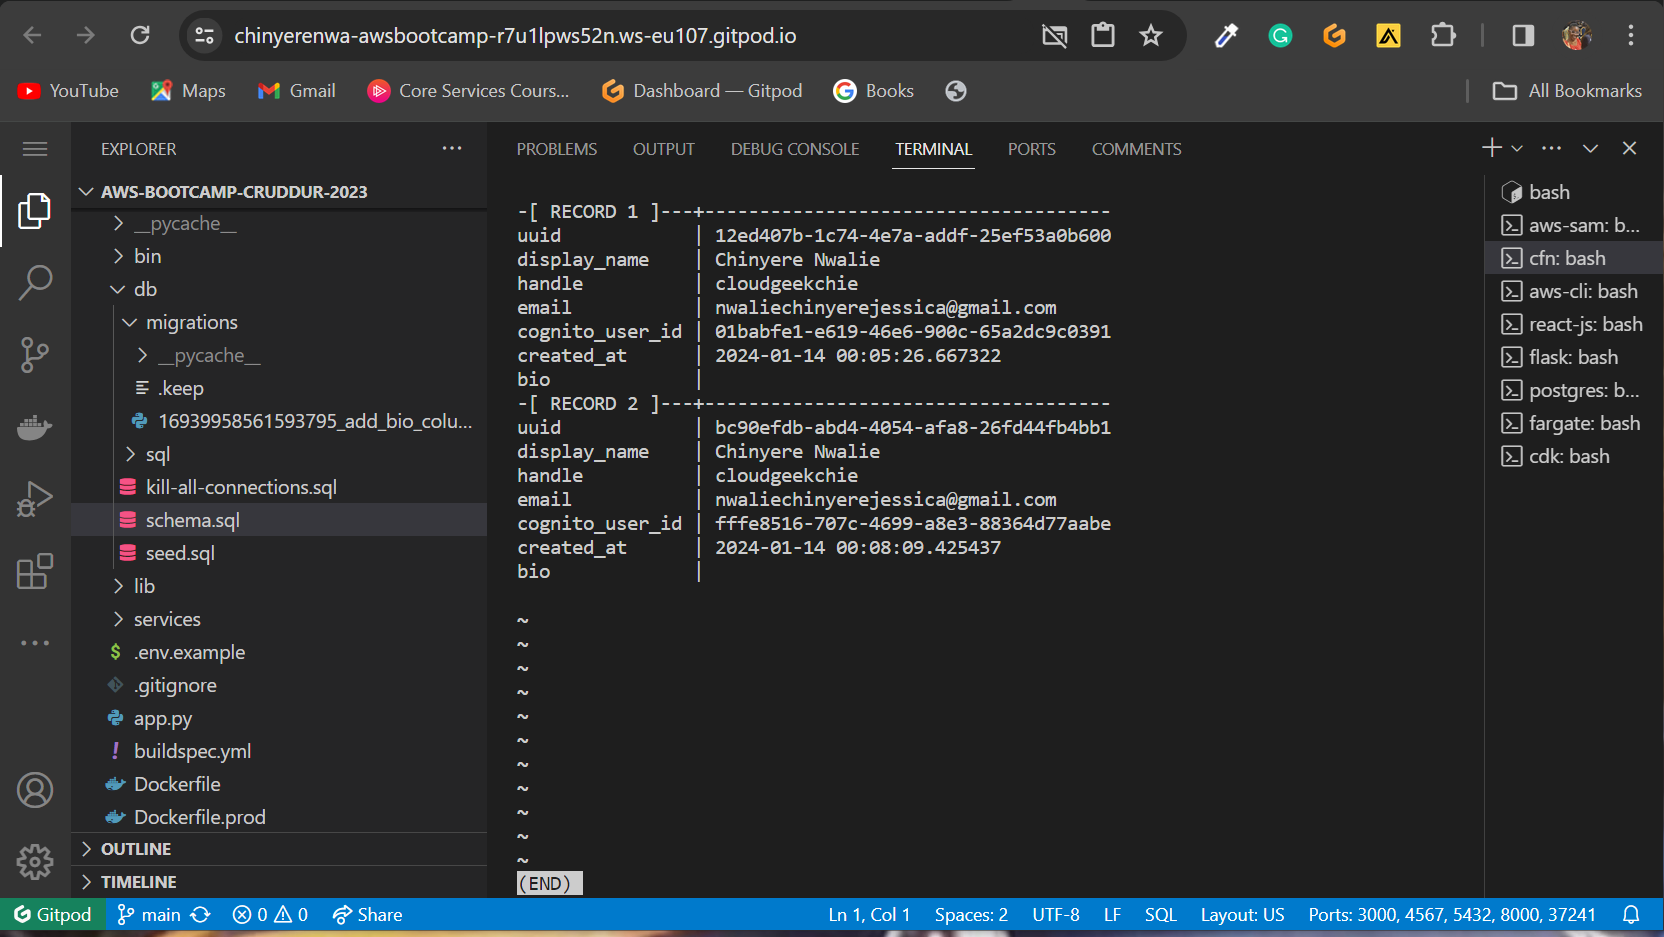 chinyerenwa-awsbootcamp-r7u1lpws52n.ws-eu107.gitpod.io
YouTube
Maps
Gmail
Core Services Cours...
Dashboard — Gitpod
Books
All Bookmarks
EXPLORER
AWS-BOOTCAMP-CRUDDUR-2023
__pycache__
bin
db
migrations
__pycache__
.keep
16939958561593795_add_bio_colu...
sql
kill-all-connections.sql
schema.sql
seed.sql
lib
services
.env.example
.gitignore
app.py
buildspec.yml
Dockerfile
Dockerfile.prod
OUTLINE
TIMELINE
PROBLEMS OUTPUT DEBUG CONSOLE TERMINAL PORTS COMMENTS
-[ RECORD 1 ]---+-------------------------------------
uuid            | 12ed407b-1c74-4e7a-addf-25ef53a0b600
display_name    | Chinyere Nwalie
handle          | cloudgeekchie
email           | nwaliechinyerejessica@gmail.com
cognito_user_id | 01babfe1-e619-46e6-900c-65a2dc9c0391
created_at      | 2024-01-14 00:05:26.667322
bio             |
-[ RECORD 2 ]---+-------------------------------------
uuid            | bc90efdb-abd4-4054-afa8-26fd44fb4bb1
display_name    | Chinyere Nwalie
handle          | cloudgeekchie
email           | nwaliechinyerejessica@gmail.com
cognito_user_id | fffe8516-707c-4699-a8e3-88364d77aabe
created_at      | 2024-01-14 00:08:09.425437
bio             |
~
~
~
~
~
~
~
~
~
~
~
(END)
bash
aws-sam: b...
cfn: bash
aws-cli: bash
react-js: bash
flask: bash
postgres: b...
fargate: bash
cdk: bash
Gitpod main 0 0 Share Ln 1, Col 1 Spaces: 2 UTF-8 LF SQL Layout: US Ports: 3000, 4567, 5432, 8000, 37241